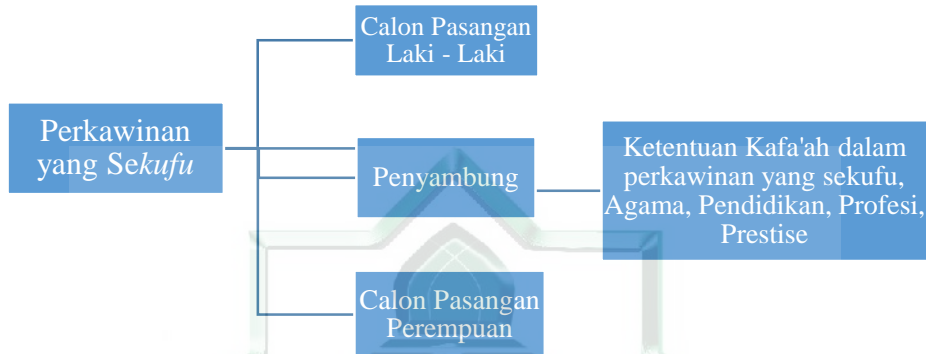 Calon Pasangan
Laki - Laki
Perkawinan
yang Sekufu
Penyambung
Ketentuan Kafa'ah dalam
perkawinan yang sekufu,
Agama, Pendidikan, Profesi,
Prestise
Calon Pasangan
Perempuan